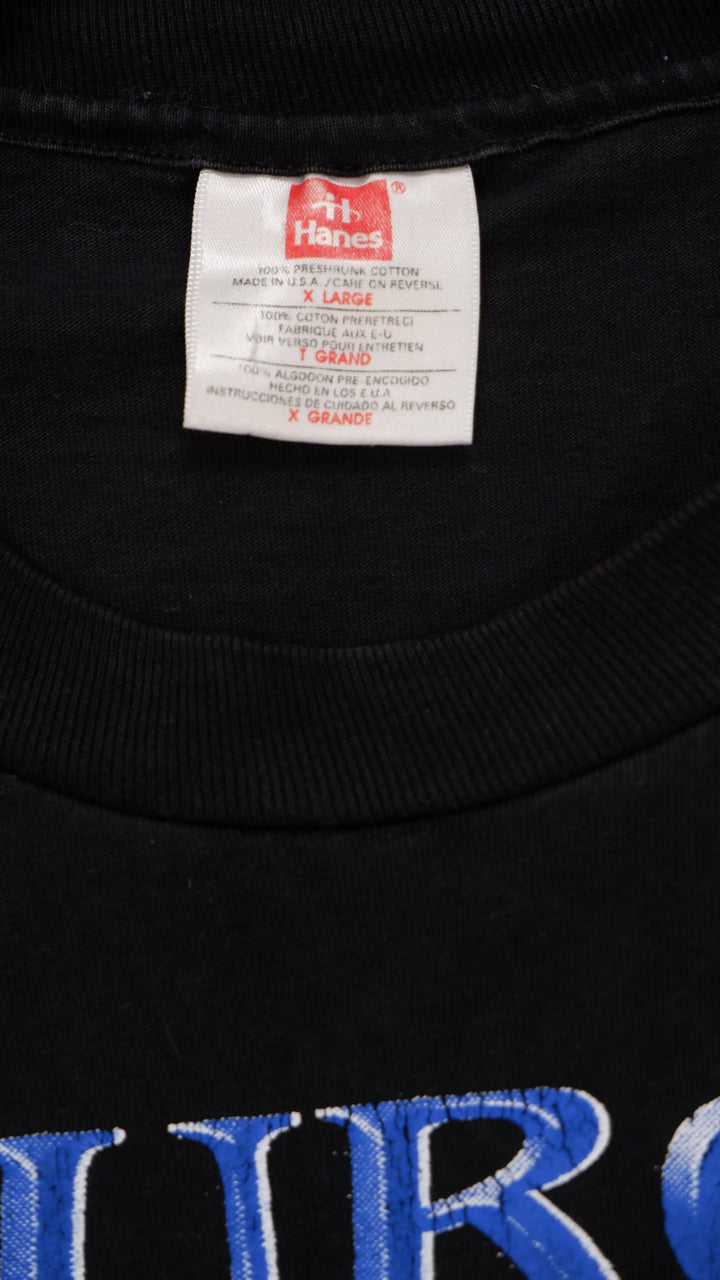 Hanes®
100% PRESHRUNK COTTON
MADE IN U.S.A. / CARE ON REVERSE
X LARGE
100% COTON PRERETRECI
FABRIQUE AUX E-U
VOIR VERSO POUR ENTRETIEN
T GRAND
100% ALGODON PRE-ENCOGIDO
HECHO EN LOS E.U.A
INSTRUCCIONES DE CUIDADO AL REVERSO
X GRANDE
UR